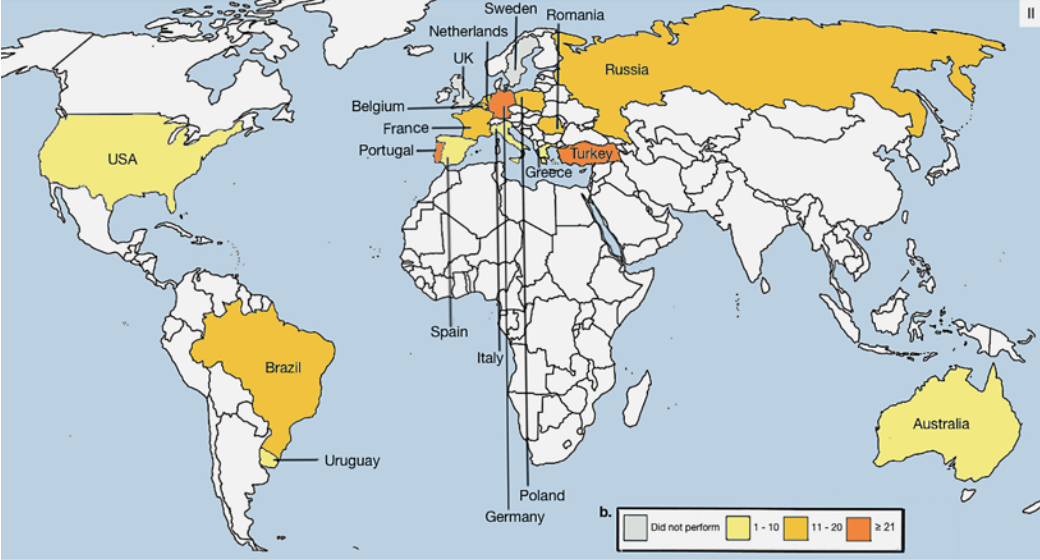 II
Sweden
Romania
Netherlands
UK
Russia
Belgium
France
Portugal
Turkey
USA
Greece
Spain
Italy
Brazil
Australia
Uruguay
Poland
Germany
b.
Did not perform
1 - 10
11 - 20
≥ 21